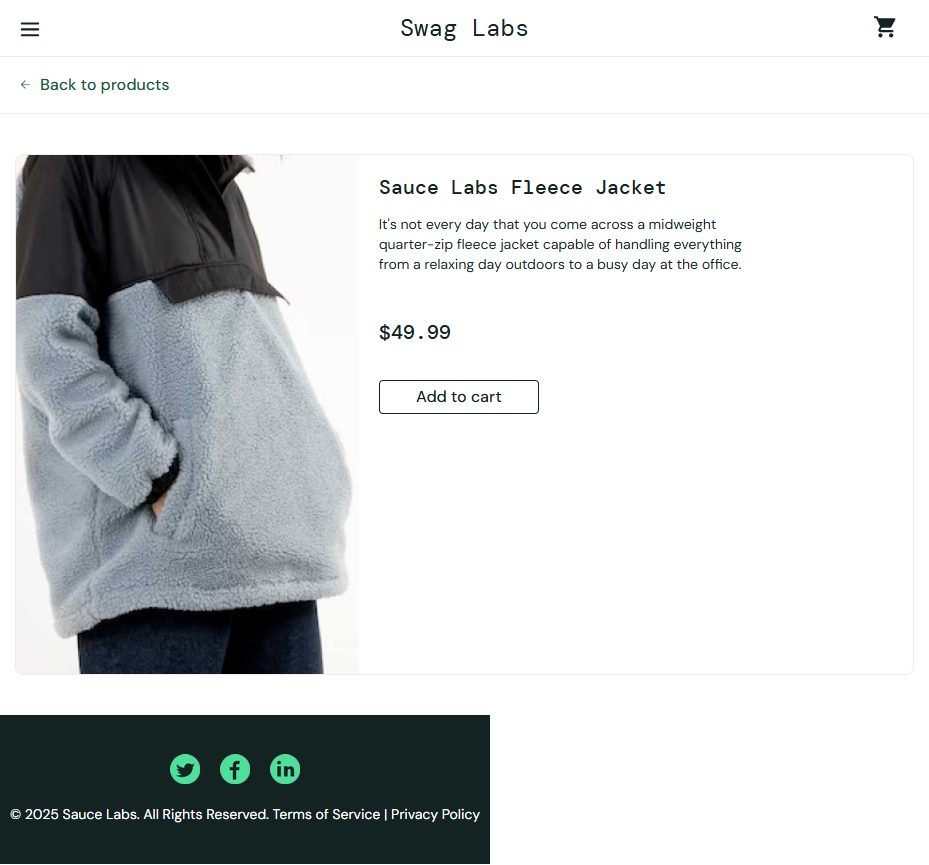 Swag Labs
Back to products
Sauce Labs Fleece Jacket
It's not every day that you come across a midweight
quarter-zip fleece jacket capable of handling everything
from a relaxing day outdoors to a busy day at the office.
$49.99
Add to cart
© 2025 Sauce Labs. All Rights Reserved. Terms of Service | Privacy Policy